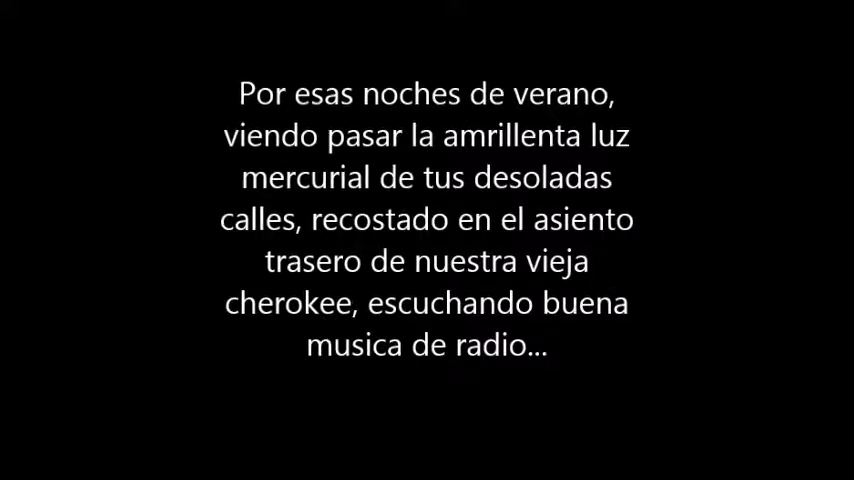 Por esas noches de verano,
viendo pasar la amrillenta luz
mercurial de tus desoladas
calles, recostado en el asiento
trasero de nuestra vieja
cherokee, escuchando buena
musica de radio...